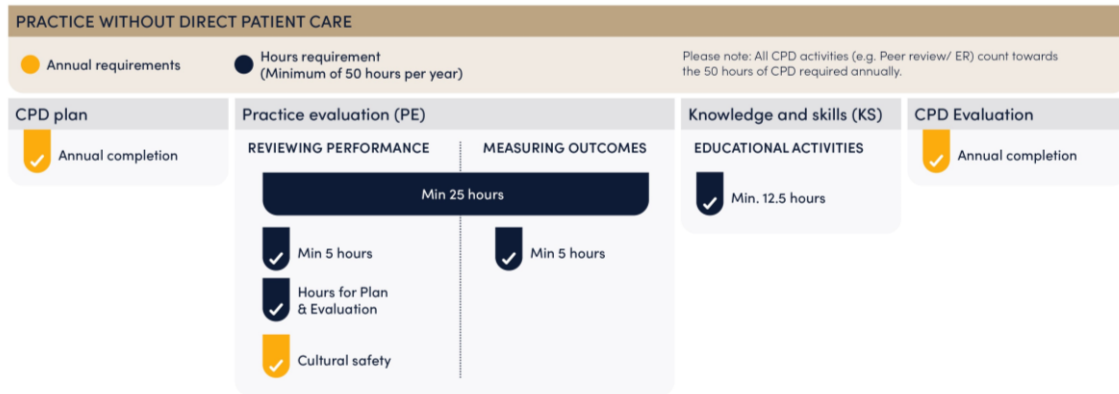 PRACTICE WITHOUT DIRECT PATIENT CARE
Annual requirements
Hours requirement
(Minimum of 50 hours per year)
Please note: All CPD activities (e.g. Peer review/ ER) count towards
the 50 hours of CPD required annually.
CPD plan
Annual completion
Practice evaluation (PE)
REVIEWING PERFORMANCE
MEASURING OUTCOMES
Min 25 hours
Min 5 hours
Min 5 hours
Hours for Plan
& Evaluation
Cultural safety
Knowledge and skills (KS)
EDUCATIONAL ACTIVITIES
Min. 12.5 hours
CPD Evaluation
Annual completion